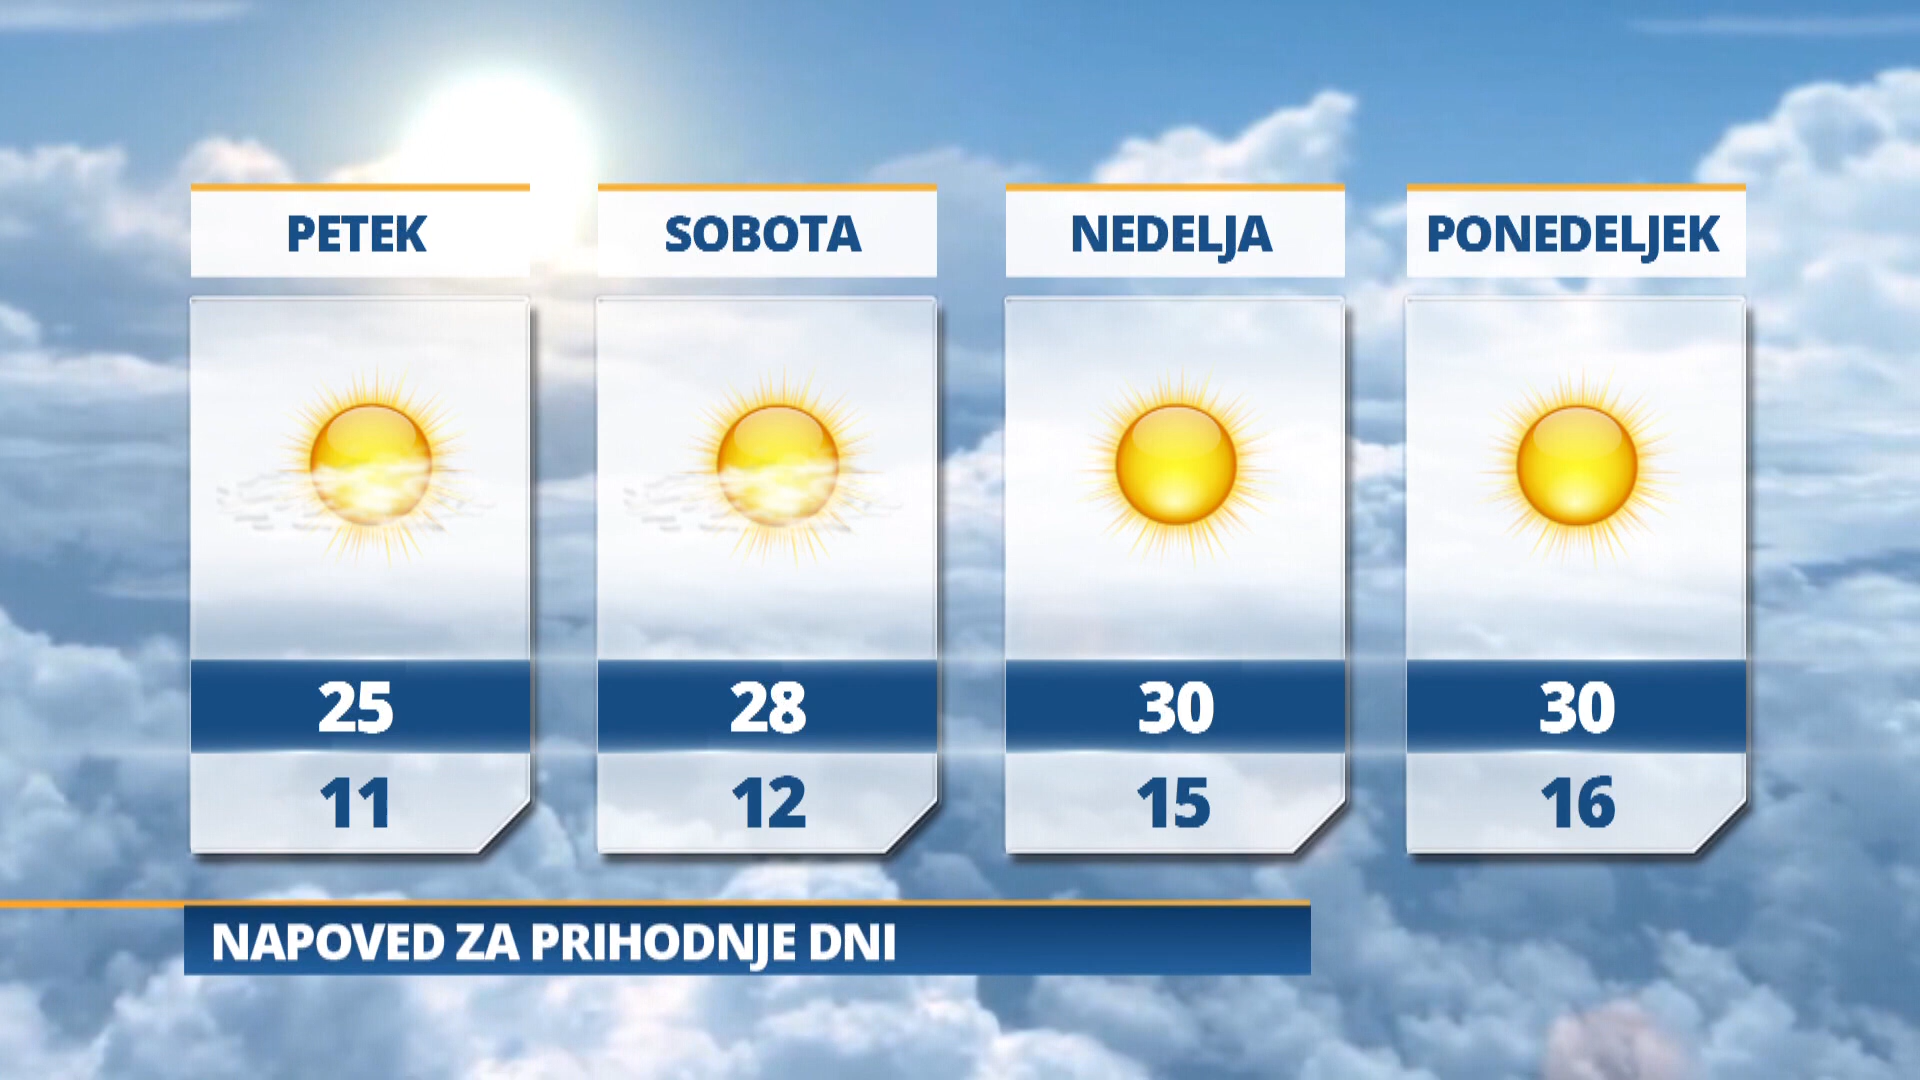 PETEK
SOBOTA
NEDELJA
PONEDELJEK
25
28
30
30
11
12
15
16
NAPOVED ZA PRIHODNJE DNI